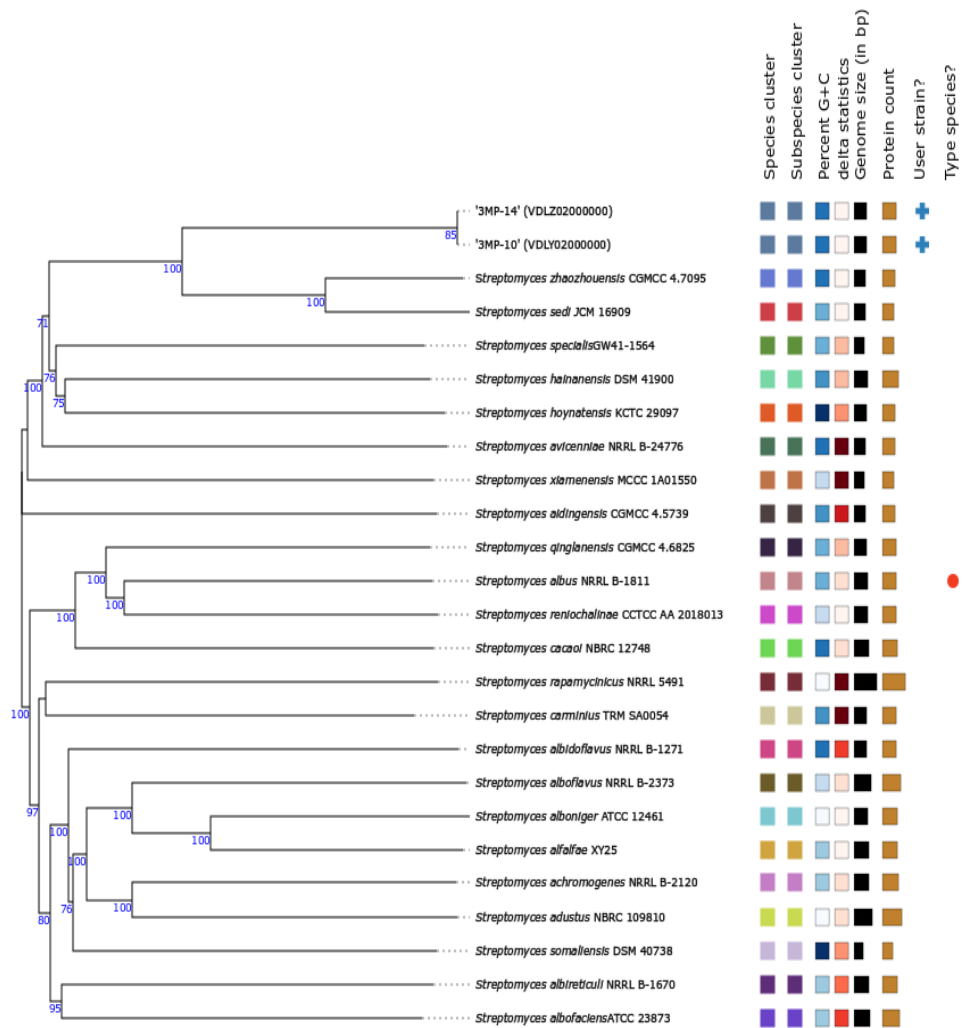 Species cluster
Subspecies cluster
Percent G+C
delta statistics
Genome size (in bp)
Protein count
User strain?
Type species?
'3MP-14' (VDLZ02000000)
85
'3MP-10' (VDLY02000000)
100
Streptomyces zhaozhouensis CGMCC 4.7095
100
Streptomyces sedi JCM 16909
71
Streptomyces specialisGW41-1564
76
Streptomyces hainanensis DSM 41900
100
75
Streptomyces hoynatensis KCTC 29097
Streptomyces avicenniae NRRL B-24776
Streptomyces xiamenensis MCCC 1A01550
Streptomyces aidingensis CGMCC 4.5739
Streptomyces qinglanensis CGMCC 4.6825
100
Streptomyces albus NRRL B-1811
100
Streptomyces reniochalinae CCTCC AA 2018013
100
Streptomyces cacaoi NBRC 12748
Streptomyces rapamycinicus NRRL 5491
100
Streptomyces carminius TRM SA0054
Streptomyces albidoflavus NRRL B-1271
Streptomyces alboflavus NRRL B-2373
97
100
Streptomyces alboniger ATCC 12461
100
100
Streptomyces alfalfae XY25
100
Streptomyces achromogenes NRRL B-2120
76
100
Streptomyces adustus NBRC 109810
80
Streptomyces somaliensis DSM 40738
Streptomyces albireticuli NRRL B-1670
95
Streptomyces albofaciensATCC 23873